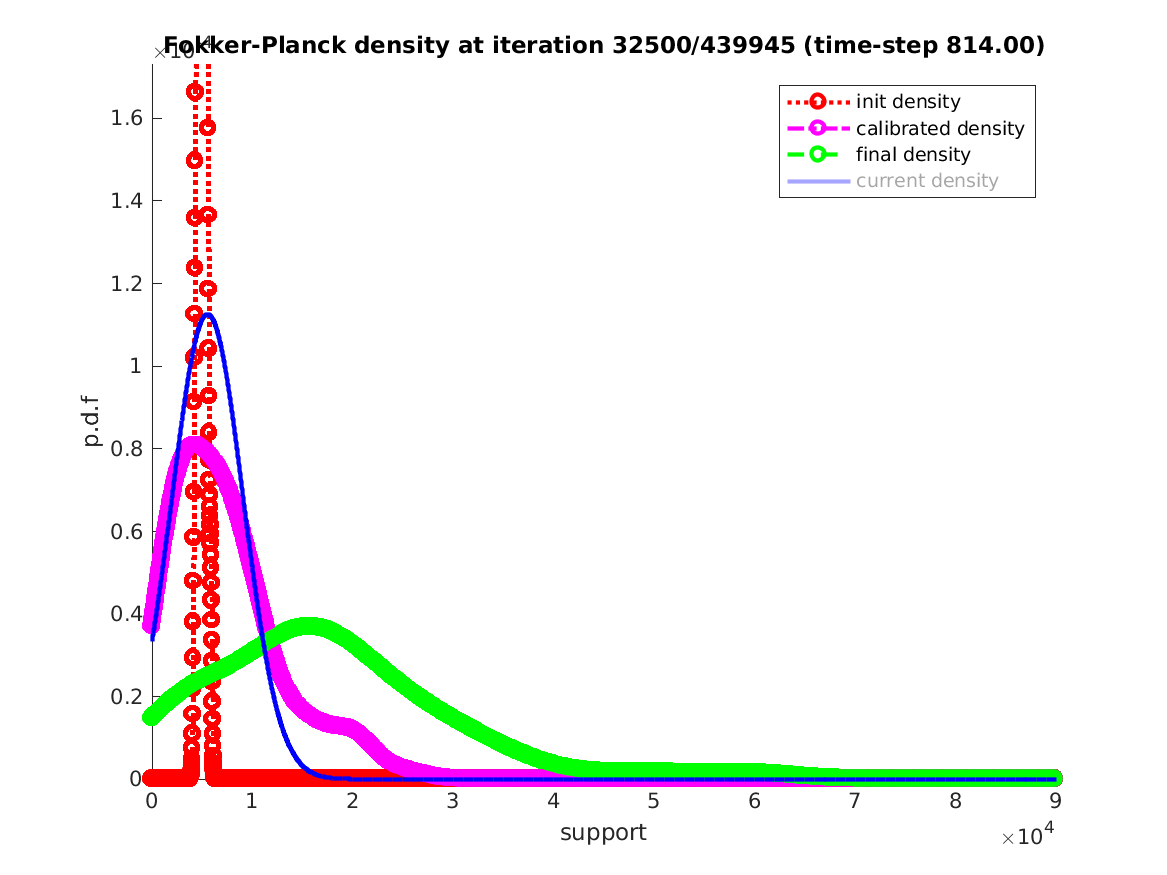 Fokker-Planck density at iteration 32500/439945 (time-step 814.00)
init density
calibrated density
final density
current density
1.6
1.4
1.2
1
0.8
0.6
0.4
0.2
0
p.d.f
0 1 2 3 4 5 6 7 8 9
support
×10^4